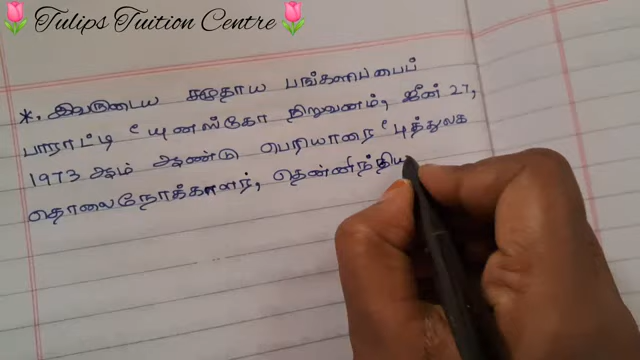 Tulips Tuition Centre
*. இவருடைய சமுதாய பங்களிப்பைப்
பாராட்டி ‘யுனஸ்கோ நிறுவனம்’, ஜீன் 27,
1973 ஆம் ஆண்டு பெரியாரை ‘புத்துலக
தொலைநோக்காளர், தென்னிந்திய